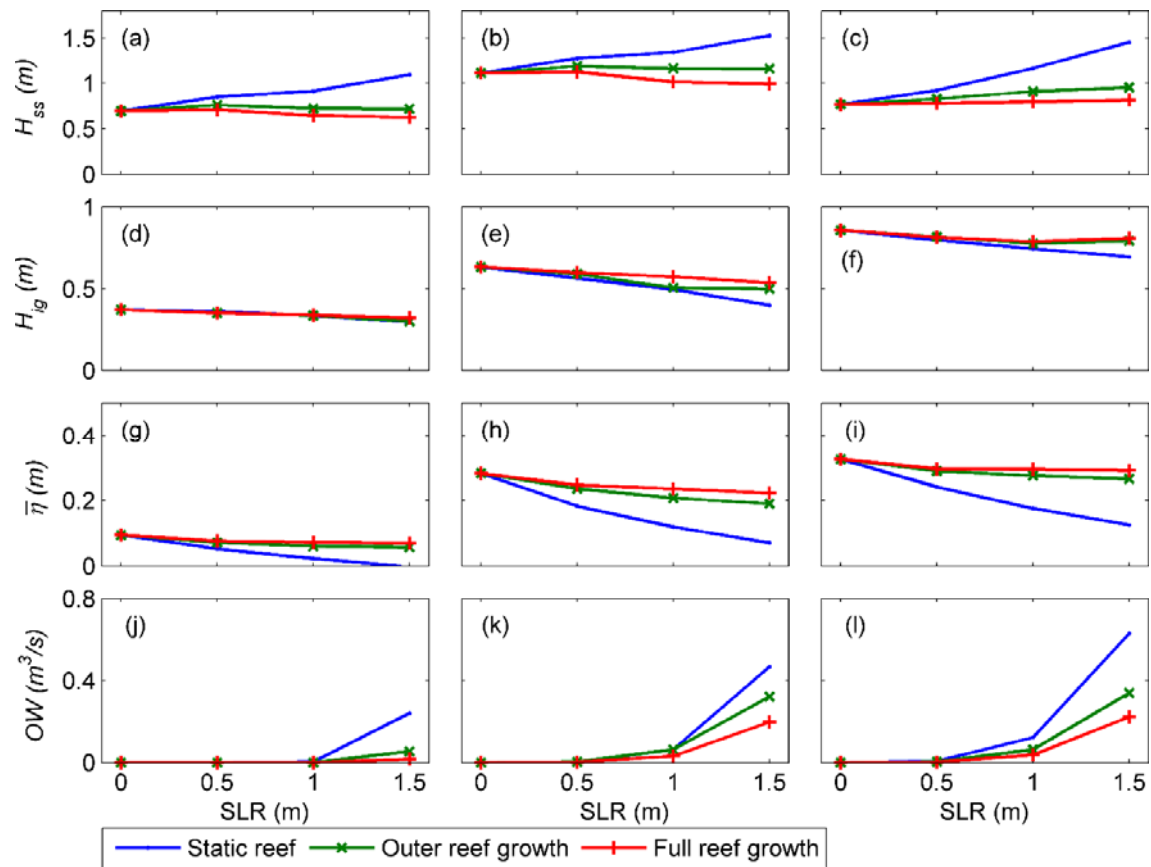 (a) (b) (c)
1.5
1
0.5
0
H ss (m)
(d) (e) (f)
1
0.5
0
H ig (m)
(g) (h) (i)
0.4
0.2
0
η̄ (m)
(j) (k) (l)
0.8
0.4
0
OW (m³/s)
0 0.5 1 1.5 0 0.5 1 1.5 0 0.5 1 1.5
SLR (m) SLR (m) SLR (m)
Static reef Outer reef growth Full reef growth